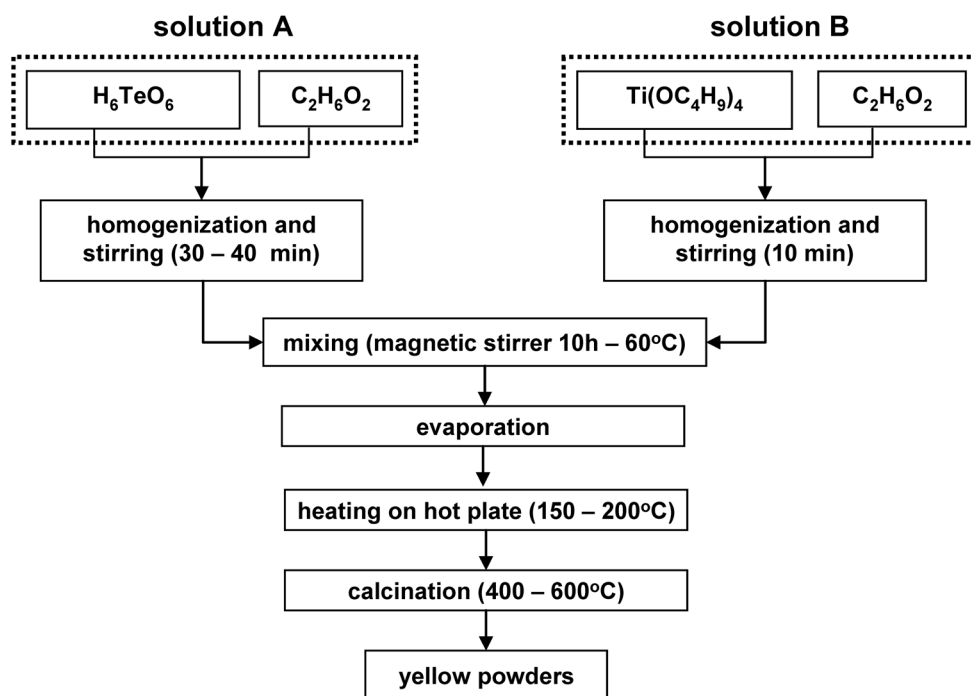 solution A
solution B
H6TeO6
C2H6O2
Ti(OC4H9)4
C2H6O2
homogenization and
stirring (30 – 40 min)
homogenization and
stirring (10 min)
mixing (magnetic stirrer 10h – 60oC)
evaporation
heating on hot plate (150 – 200oC)
calcination (400 – 600oC)
yellow powders